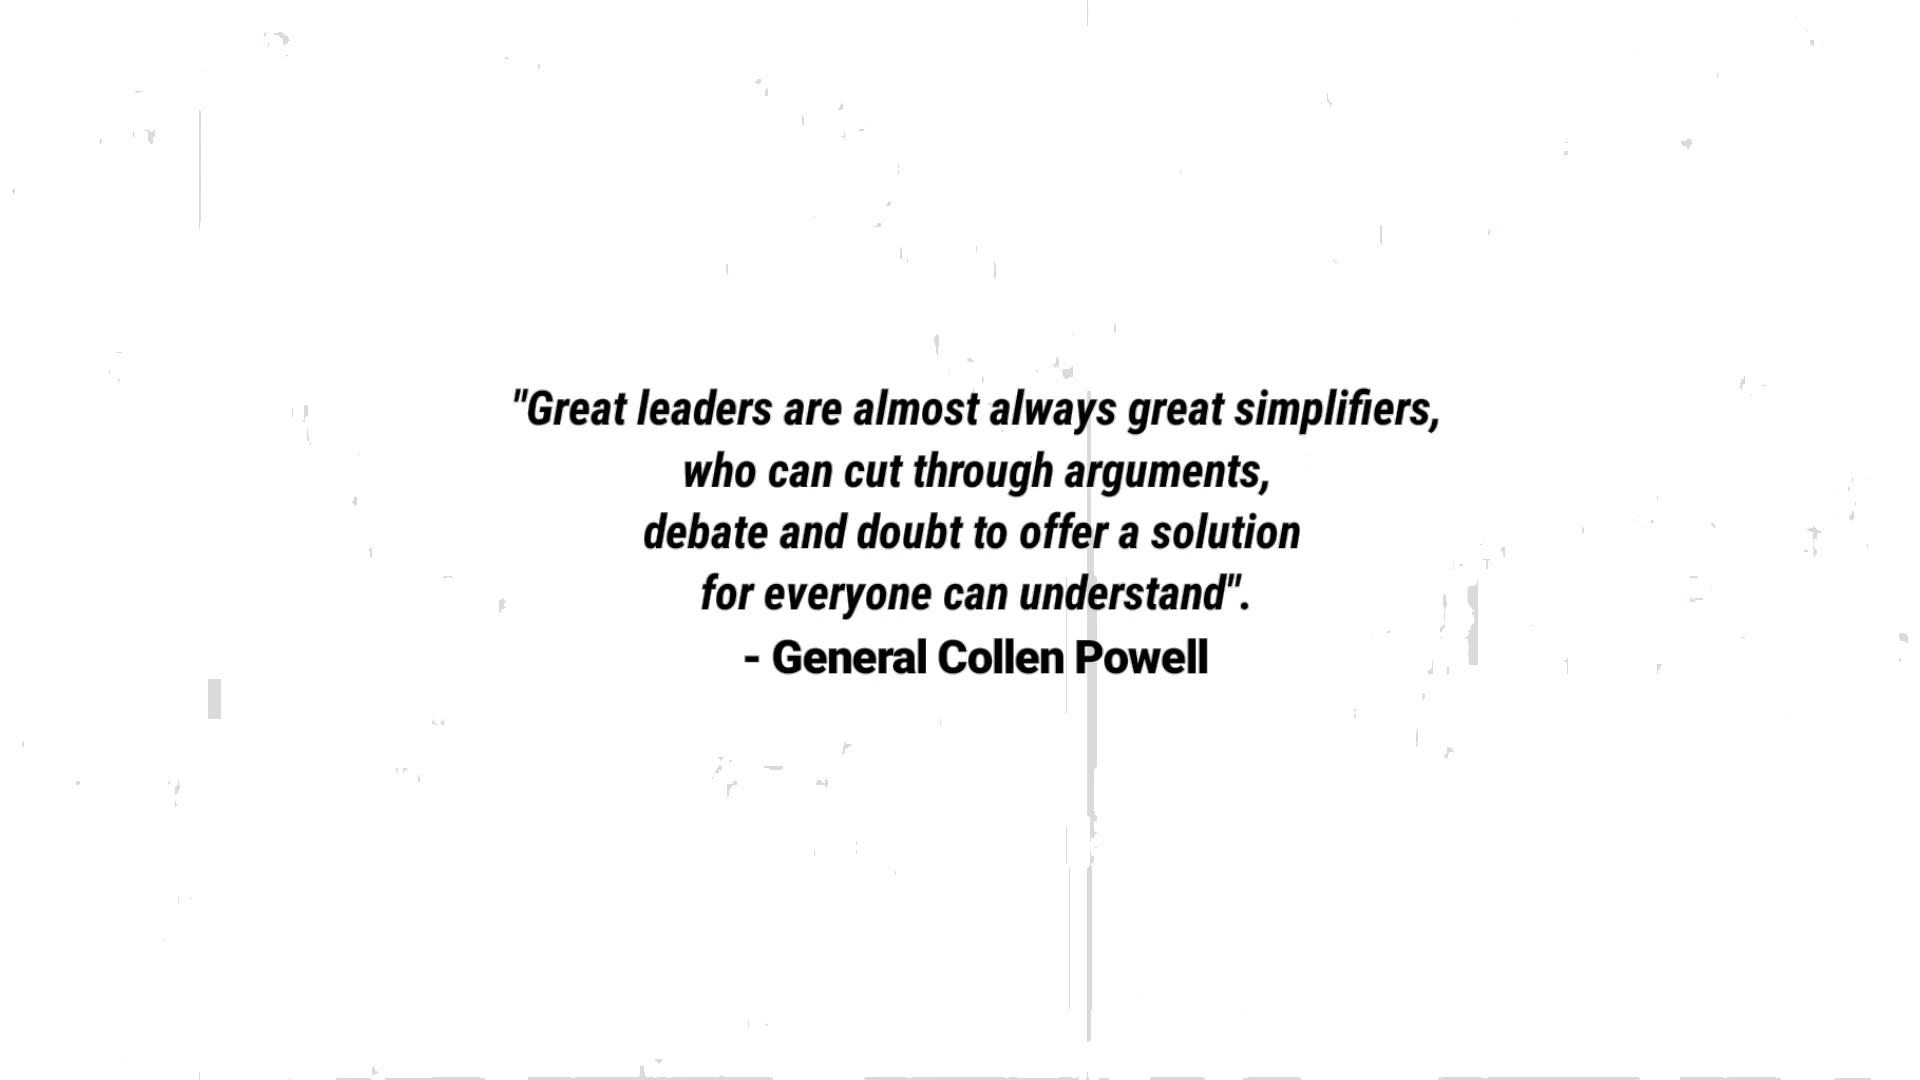 "Great leaders are almost always great simplifiers,
who can cut through arguments,
debate and doubt to offer a solution
for everyone can understand".
- General Collen Powell